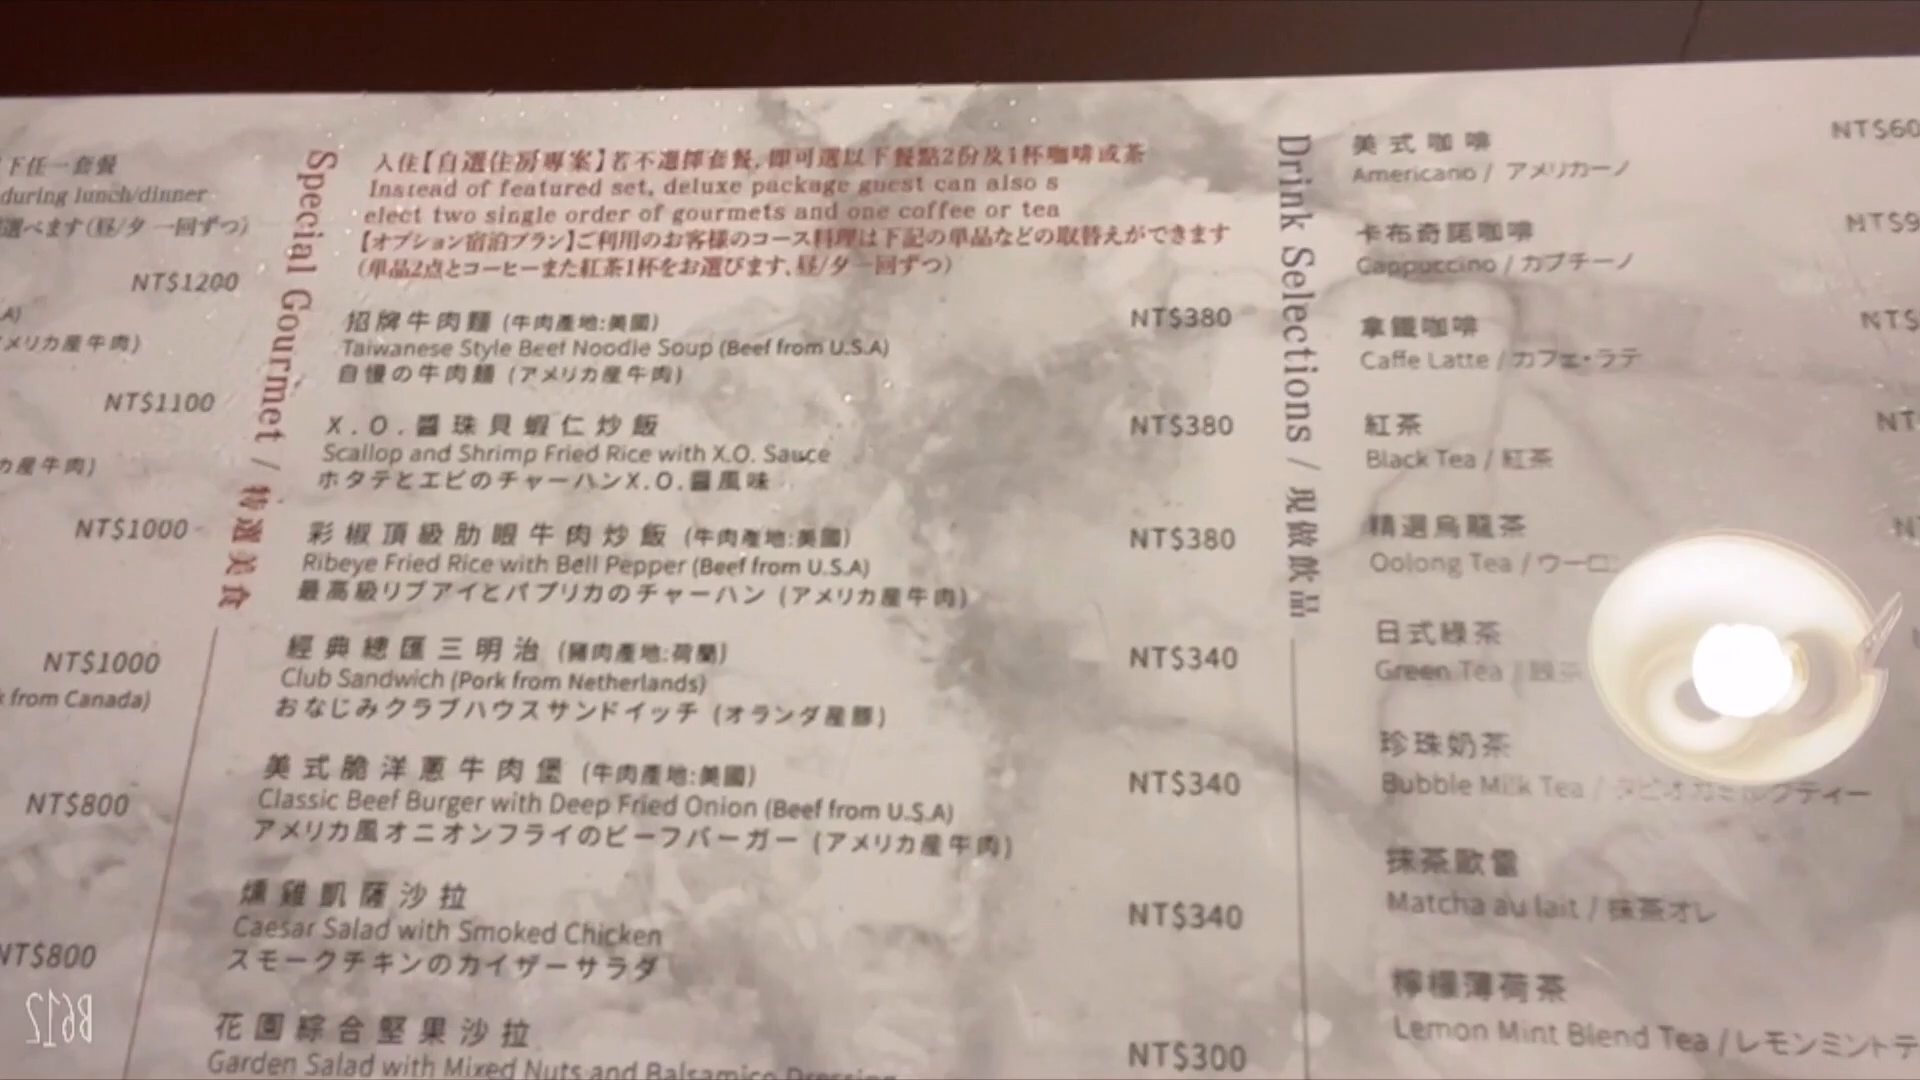 下任一套餐
during lunch/dinner
選べます(昼/夕 一回ずつ)
NT$1200
A)
メリカ産牛肉)
NT$1100
カ産牛肉)
NT$1000
NT$1000
from Canada)
NT$800
NT$800
Special Gourmet / 特選美食
入住【自選住房專案】若不選擇套餐,即可選以下餐點2份及1杯咖啡或茶
Instead of featured set, deluxe package guest can also s
elect two single order of gourmets and one coffee or tea
【オプション宿泊プラン】ご利用のお客様のコース料理は下記の単品などの取替えができます
(単品2点とコーヒーまた紅茶1杯をお選びます、昼/夕 一回ずつ)
招牌牛肉麵 (牛肉產地:美國) NT$380
Taiwanese Style Beef Noodle Soup (Beef from U.S.A)
自慢の牛肉麵 (アメリカ産牛肉)
X.O.醬珠貝蝦仁炒飯 NT$380
Scallop and Shrimp Fried Rice with X.O. Sauce
ホタテとエビのチャーハンX.O.醤風味
彩椒頂級肋眼牛肉炒飯 (牛肉產地:美國) NT$380
Ribeye Fried Rice with Bell Pepper (Beef from U.S.A)
最高級リブアイとパプリカのチャーハン (アメリカ産牛肉)
經典總匯三明治 (豬肉產地:荷蘭) NT$340
Club Sandwich (Pork from Netherlands)
おなじみクラブハウスサンドイッチ (オランダ産豚)
美式脆洋蔥牛肉堡 (牛肉產地:美國) NT$340
Classic Beef Burger with Deep Fried Onion (Beef from U.S.A)
アメリカ風オニオンフライのビーフバーガー (アメリカ産牛肉)
燻雞凱薩沙拉 NT$340
Caesar Salad with Smoked Chicken
スモークチキンのカイザーサラダ
花園綜合堅果沙拉 NT$300
Garden Salad with Mixed Nuts and Balsamico Dressing
Drink Selections / 現做飲品
美式咖啡 NT$60
Americano / アメリカーノ
卡布奇諾咖啡 NT$9
Cappuccino / カプチーノ
拿鐵咖啡 NT$
Caffe Latte / カフェ・ラテ
紅茶 NT
Black Tea / 紅茶
精選烏龍茶
Oolong Tea / ウーロ
日式綠茶
Green Tea / 緑茶
珍珠奶茶
Bubble Milk Tea / タピオカミルクティー
抹茶歐蕾
Matcha au lait / 抹茶オレ
檸檬薄荷茶
Lemon Mint Blend Tea / レモンミントテ
B612